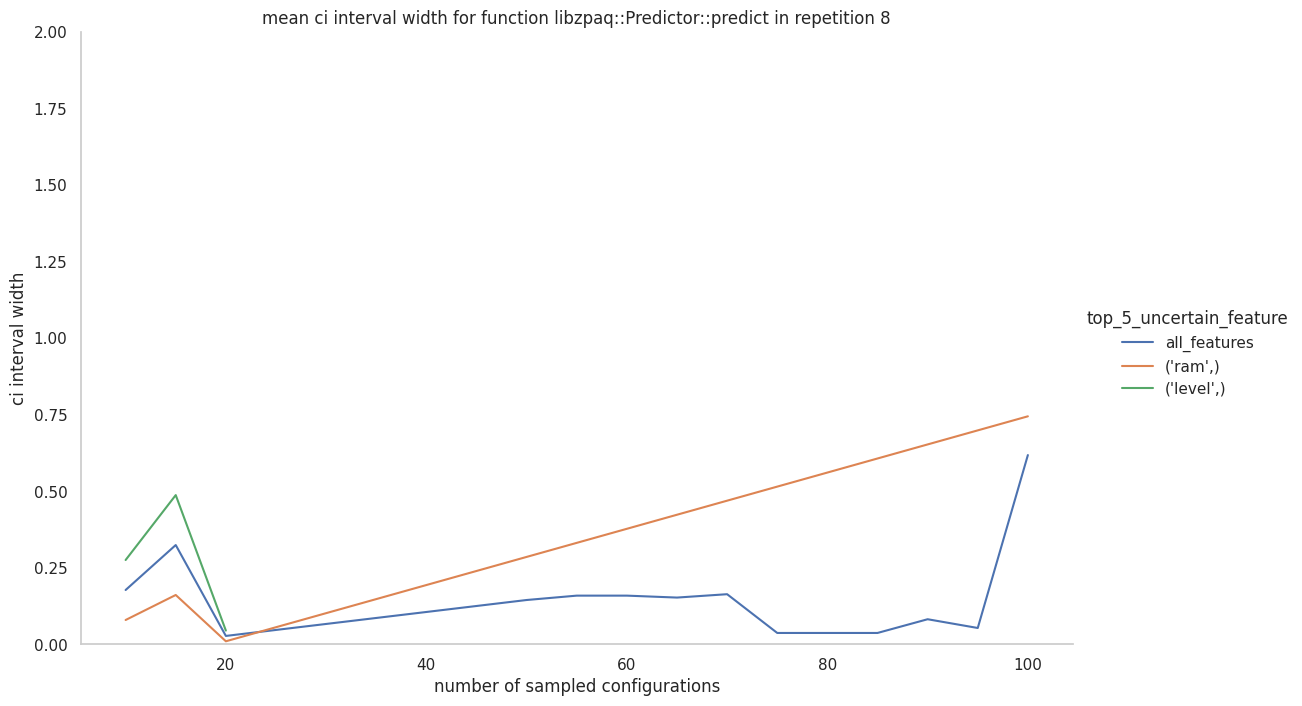 mean ci interval width for function libzpaq::Predictor::predict in repetition 8
2.00
1.75
1.50
1.25
1.00
0.75
0.50
0.25
0.00
ci interval width
20
40
60
80
100
number of sampled configurations
top_5_uncertain_feature
all_features
('ram',)
('level',)